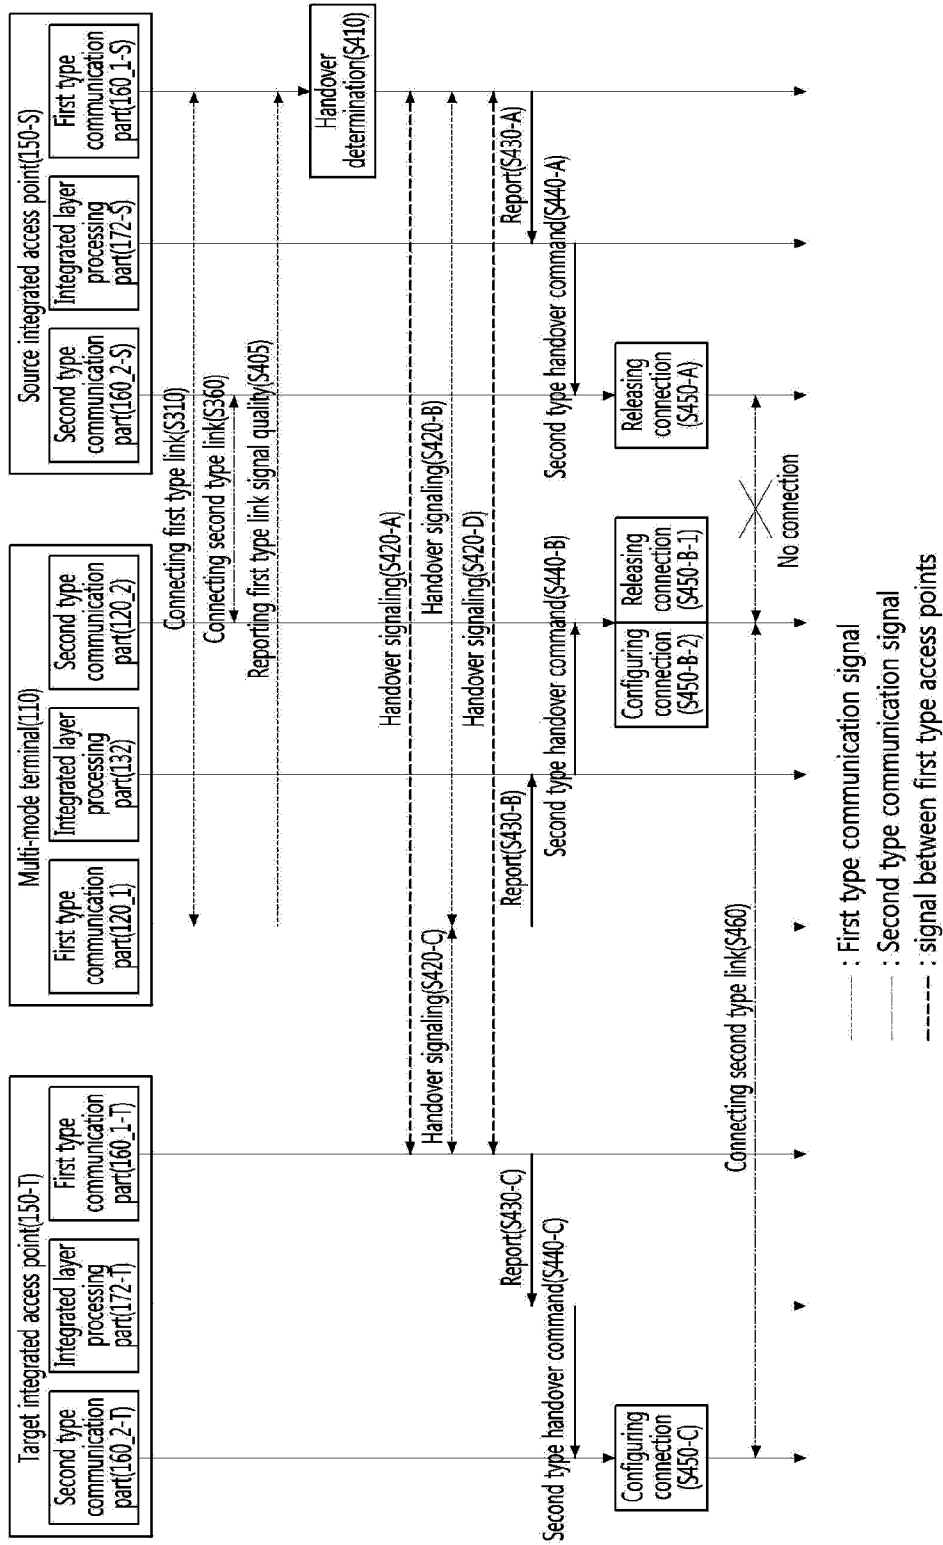 Target integrated access point(150-T)
Second type
communication
part(160_2-T)
Integrated layer
processing
part(172-T)
First type
communication
part(160_1-T)
Multi-mode terminal(110)
First type
communication
part(120_1)
Integrated layer
processing
part(132)
Second type
communication
part(120_2)
Source integrated access point(150-S)
Second type
communication
part(160_2-S)
Integrated layer
processing
part(172-S)
First type
communication
part(160_1-S)
Connecting first type link(S310)
Connecting second type link(S360)
Reporting first type link signal quality(S405)
Handover
determination(S410)
Handover signaling(S420-A)
Handover signaling(S420-C)
Handover signaling(S420-B)
Handover signaling(S420-D)
Report(S430-C)
Report(S430-B)
Report(S430-A)
Second type handover command(S440-C)
Second type handover command(S440-B)
Second type handover command(S440-A)
Configuring
connection
(S450-C)
Configuring
connection
(S450-B-2)
Releasing
connection
(S450-B-1)
Releasing
connection
(S450-A)
Connecting second type link(S460)
No connection
: First type communication signal
: Second type communication signal
: signal between first type access points